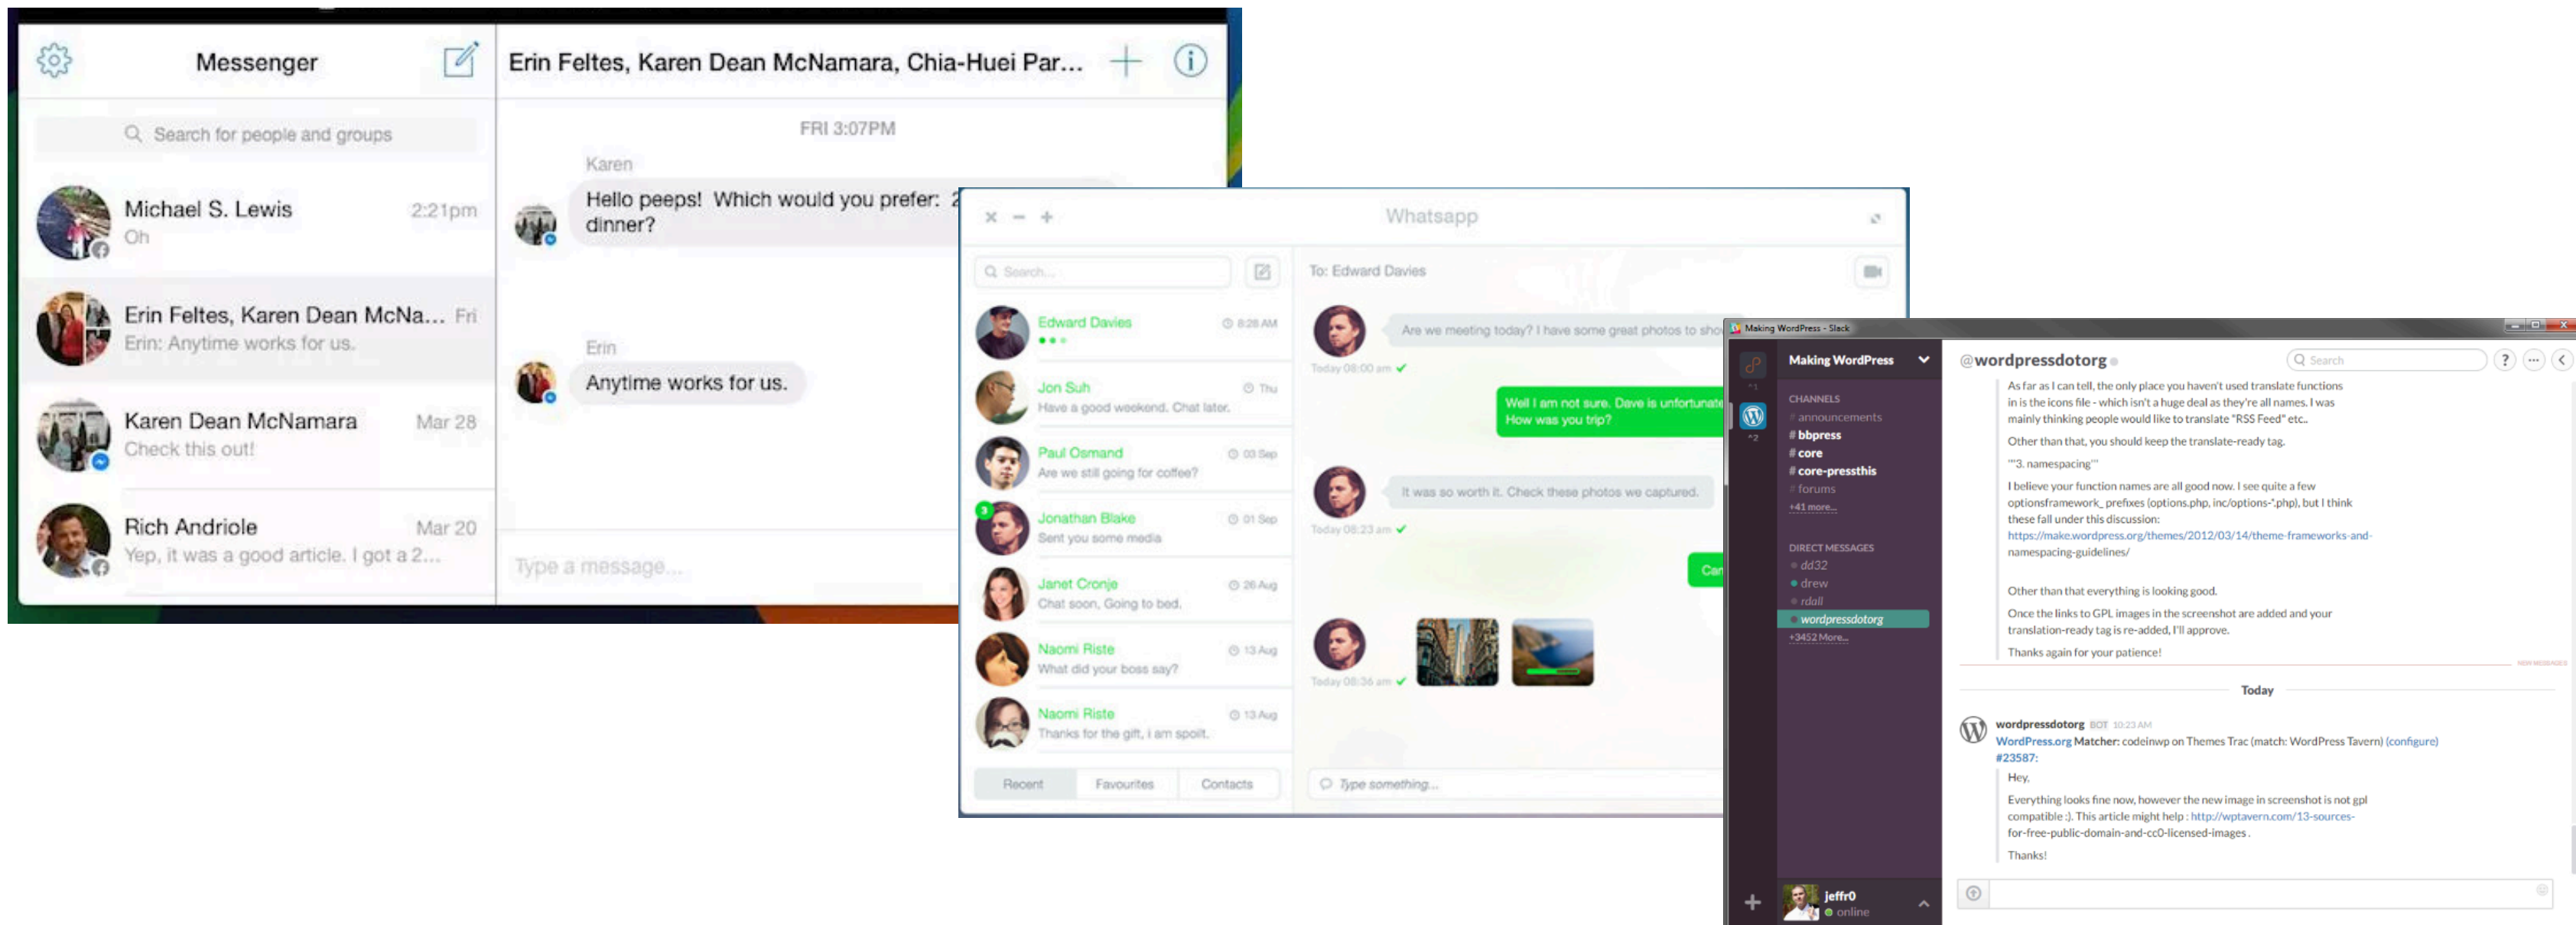 Messenger
Search for people and groups
Michael S. Lewis 2:21pm
Oh
Erin Feltes, Karen Dean McNa... Fri
Erin: Anytime works for us.
Karen Dean McNamara Mar 28
Check this out!
Rich Andriole Mar 20
Yep, it was a good article. I got a 2...
Erin Feltes, Karen Dean McNamara, Chia-Huei Par...
FRI 3:07PM
Karen
Hello peeps! Which would you prefer:
dinner?
Erin
Anytime works for us.
Type a message...
Whatsapp
Search...
Edward Davies 8:28 AM
Jon Suh Thu
Have a good weekend. Chat later.
Paul Osmand 03 Sep
Are we still going for coffee?
3
Jonathan Blake 01 Sep
Sent you some media
Janet Cronje 26 Aug
Chat soon, Going to bed.
Naomi Riste 13 Aug
What did your boss say?
Naomi Riste 13 Aug
Thanks for the gift, i am spoilt.
Recent Favourites Contacts
To: Edward Davies
Are we meeting today? I have some great photos to
Today 08:00 am
Well I am not sure. Dave is
How was you trip?
It was so worth it. Check these photos we captured.
Today 08:23 am
Today 08:36 am
Type something...
Making WordPress - Slack
Making WordPress
^1
^2
CHANNELS
# announcements
# bbpress
# core
# core-pressthis
# forums
+41 more...
DIRECT MESSAGES
dd32
drew
rdall
wordpressdotorg
+3452 More...
jeffr0
online
@wordpressdotorg
Search
?
As far as I can tell, the only place you haven't used translate functions
in is the icons file - which isn't a huge deal as they're all names. I was
mainly thinking people would like to translate "RSS Feed" etc..
Other than that, you should keep the translate-ready tag.
'''3. namespacing'''
I believe your function names are all good now. I see quite a few
optionsframework_ prefixes (options.php, inc/options-*.php), but I think
these fall under this discussion:
https://make.wordpress.org/themes/2012/03/14/theme-frameworks-and-
namespacing-guidelines/
Other than that everything is looking good.
Once the links to GPL images in the screenshot are added and your
translation-ready tag is re-added, I'll approve.
Thanks again for your patience!
NEW MESSAGES
Today
wordpressdotorg BOT 10:23 AM
WordPress.org Matcher: codeinwp on Themes Trac (match: WordPress Tavern) (configure)
#23587:
Hey,
Everything looks fine now, however the new image in screenshot is not gpl
compatible :). This article might help : http://wptavern.com/13-sources-
for-free-public-domain-and-cc0-licensed-images .
Thanks!